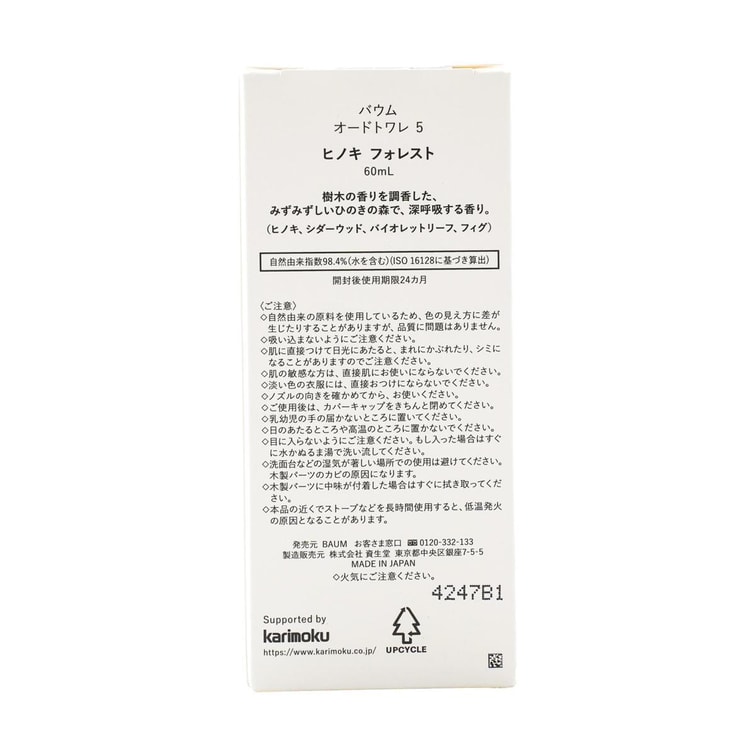 バウム
オードトワレ 5
ヒノキ フォレスト
60mL
樹木の香りを調香した、
みずみずしいひのきの森で、深呼吸する香り。
(ヒノキ、シダーウッド、バイオレットリーフ、フィグ)
自然由来指数98.4%(水を含む)(ISO 16128に基づき算出)
開封後使用期限24カ月
〈ご注意〉
◇自然由来の原料を使用しているため、色の見え方に差が
生じたりすることがありますが、品質に問題はありません。
◇吸い込まないようにご注意ください。
◇肌に直接つけて日光にあたると、まれにかぶれたり、シミに
なることがありますのでご注意ください。
◇肌の敏感な方は、直接肌にお使いにならないでください。
◇淡い色の衣服には、直接おつけにならないでください。
◇ノズルの向きを確かめてから、お使いください。
◇ご使用後は、カバーキャップをきちんと閉めてください。
◇乳幼児の手の届かないところに置いてください。
◇日のあたるところや高温のところに置かないでください。
◇目に入らないようにご注意ください。もし入った場合はすぐ
に水かぬるま湯で洗い流してください。
◇洗面台などの湿気が著しい場所での使用は避けてください。
木製パーツのカビの原因になります。
◇木製パーツに中味が付着した場合はすぐに拭き取ってくだ
さい。
◇本品の近くでストーブなどを長時間使用すると、低温発火
の原因となることがあります。
発売元 BAUM お客さま窓口 ☎0120-332-133
製造販売元 株式会社 資生堂 東京都中央区銀座7-5-5
MADE IN JAPAN
◇火気にご注意ください。
4247B1
Supported by
karimoku
https://www.karimoku.co.jp/
UPCYCLE